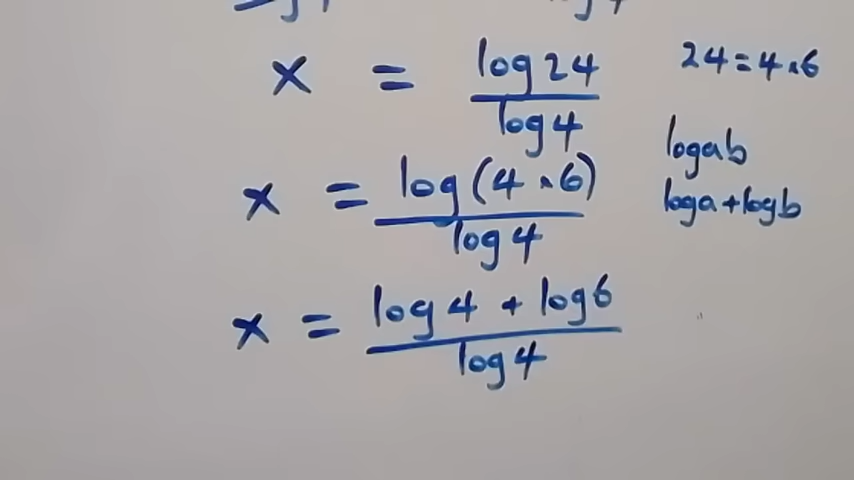 x = log 24 / log 4
24 = 4 · 6
log ab
log a + log b
x = log (4 · 6) / log 4
x = log 4 + log 6 / log 4